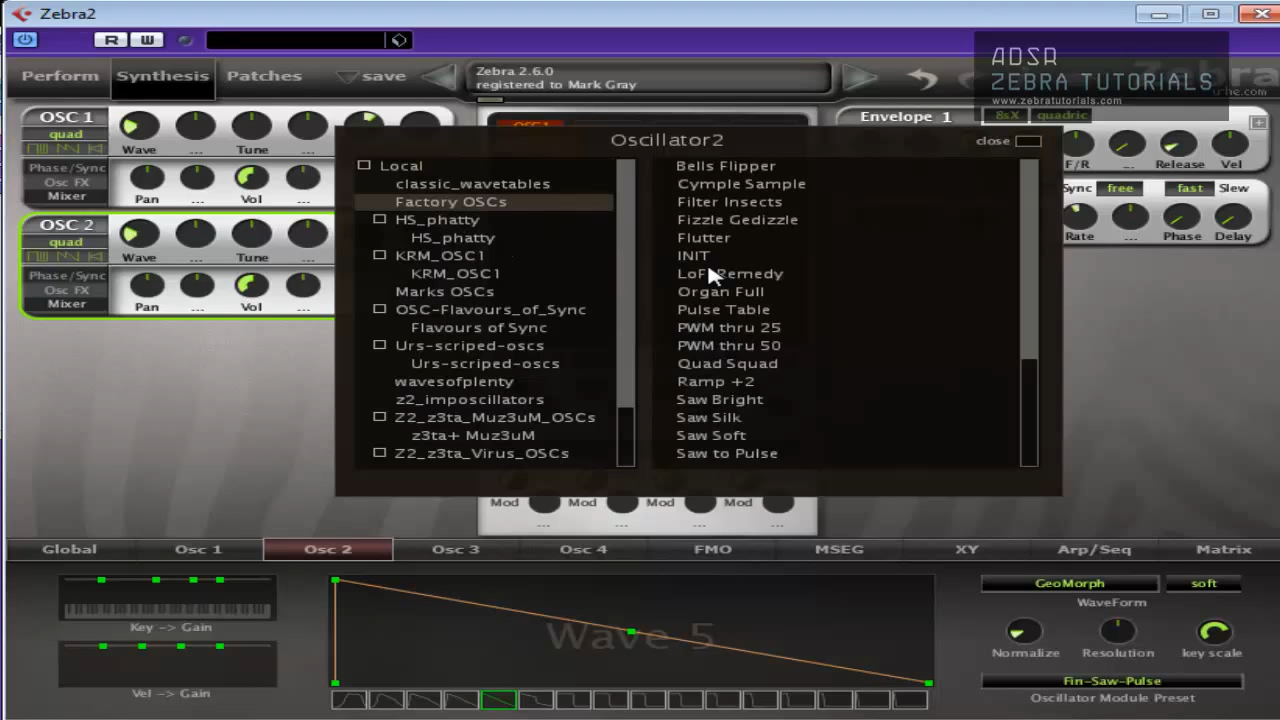 Zebra2
R W
ADSR
ZEBRA TUTORIALS
www.zebratutorials.com
Perform Synthesis Patches save
Zebra 2.6.0
registered to Mark Gray
OSC 1
quad
Wave ... Tune ...
Phase/Sync
Osc FX
Mixer
Pan ... Vol ...
OSC 2
quad
Wave ... Tune ...
Phase/Sync
Osc FX
Mixer
Pan ... Vol ...
Envelope 1 8sX quadric
F/R ... Release Vel
Sync free fast Slew
Rate ... Phase Delay
Oscillator2
close
Local
classic_wavetables
Factory OSCs
HS_phatty
HS_phatty
KRM_OSC1
KRM_OSC1
Marks OSCs
OSC-Flavours_of_Sync
Flavours of Sync
Urs-scriped-oscs
Urs-scriped-oscs
wavesofplenty
z2_imposcillators
Z2_z3ta_Muz3uM_OSCs
z3ta+ Muz3uM
Z2_z3ta_Virus_OSCs
Bells Flipper
Cymple Sample
Filter Insects
Fizzle Gedizzle
Flutter
INIT
LoFi Remedy
Organ Full
Pulse Table
PWM thru 25
PWM thru 50
Quad Squad
Ramp +2
Saw Bright
Saw Silk
Saw Soft
Saw to Pulse
Mod Mod Mod Mod
... ... ... ...
Global Osc 1 Osc 2 Osc 3 Osc 4 FMO MSEG XY Arp/Seq Matrix
Key -> Gain
Vel -> Gain
Wave 5
GeoMorph soft
WaveForm
Normalize Resolution key scale
Fin-Saw-Pulse
Oscillator Module Preset